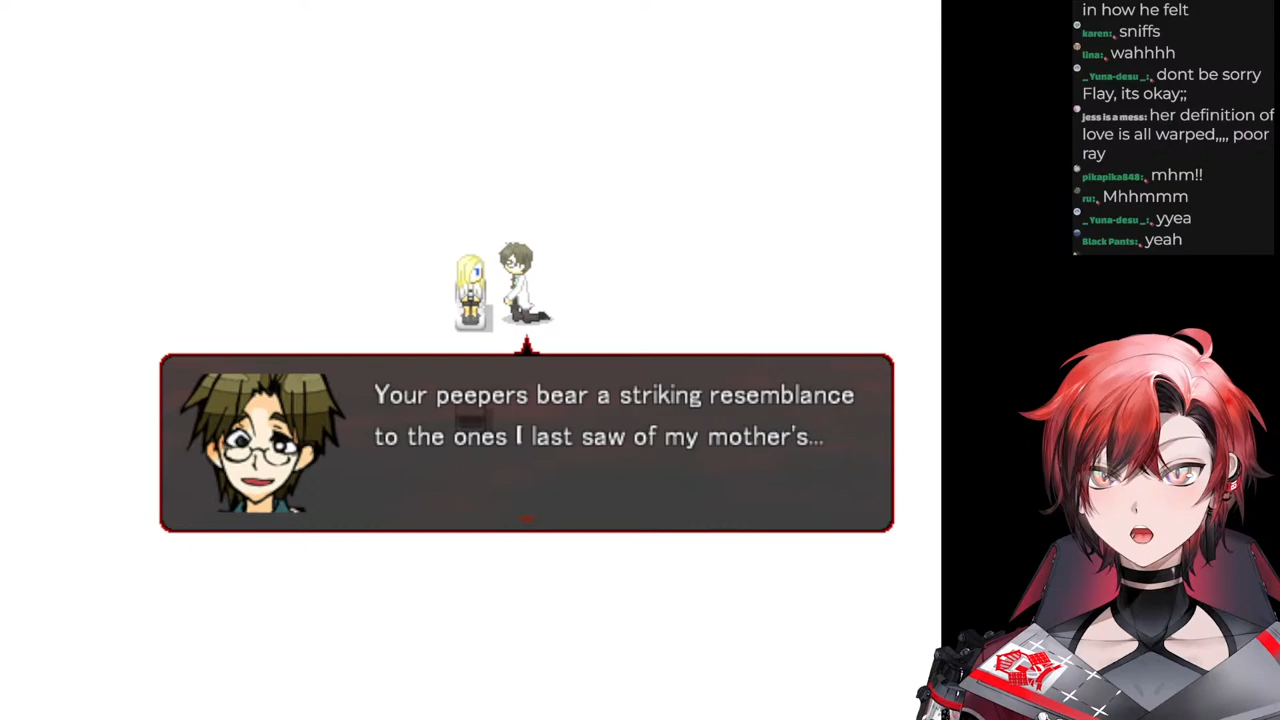 Your peepers bear a striking resemblance
to the ones I last saw of my mother's...
in how he felt
karen: sniffs
lina: wahhhh
_Yuna-desu_: dont be sorry
Flay, its okay;;
jess is a mess: her definition of
love is all warped,,,, poor
ray
pikapika848: mhm!!
ru: Mhhmmm
_Yuna-desu_: yyea
Black Pants: yeah